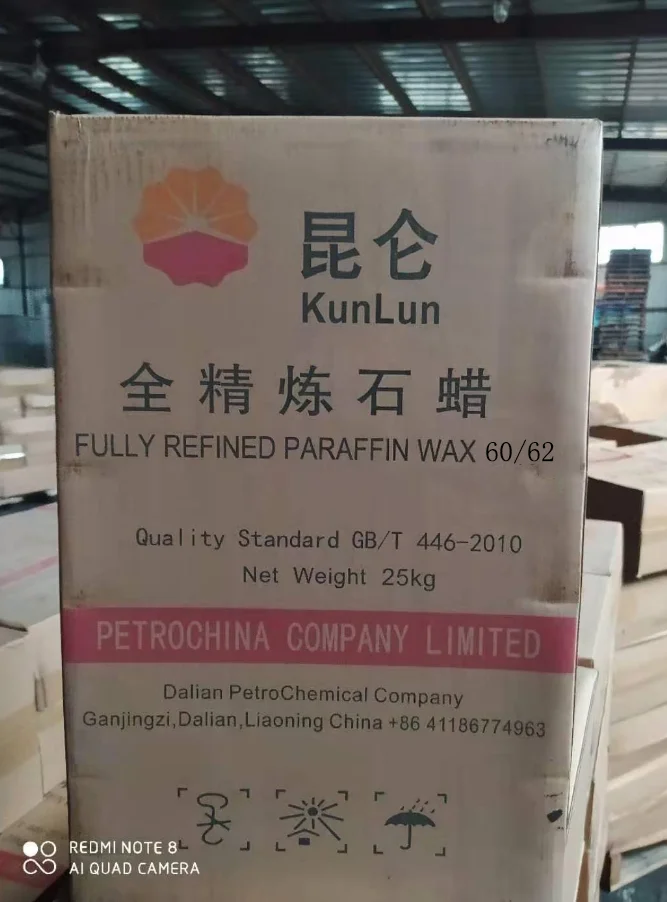 昆仑
KunLun
全精炼石蜡
FULLY REFINED PARAFFIN WAX 60/62
Quality Standard GB/T 446-2010
Net Weight 25kg
PETROCHINA COMPANY LIMITED
Dalian PetroChemical Company
Ganjingzi,Dalian,Liaoning China +86 41186774963
REDMI NOTE 8
AI QUAD CAMERA